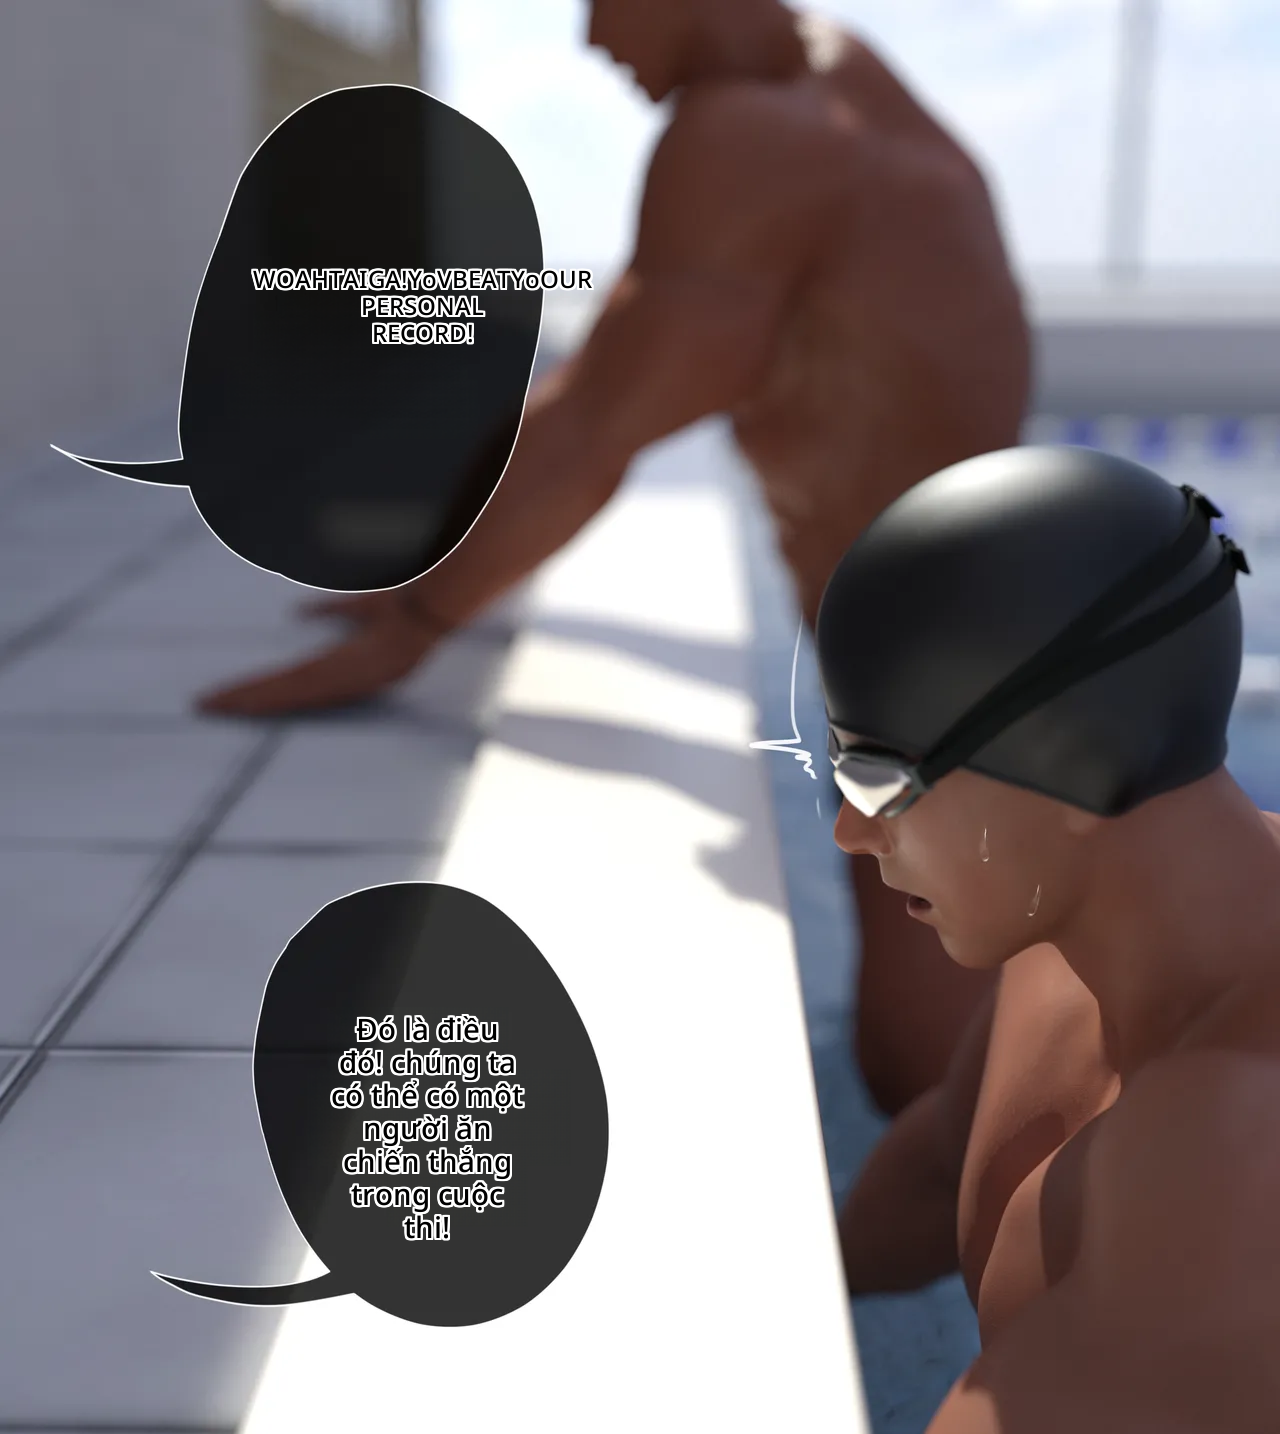 WOAHTAIGA!YoVBEATYoOUR
PERSONAL
RECORD!
Đó là điều
đó! chúng ta
có thể có một
người ăn
chiến thắng
trong cuộc
thi!